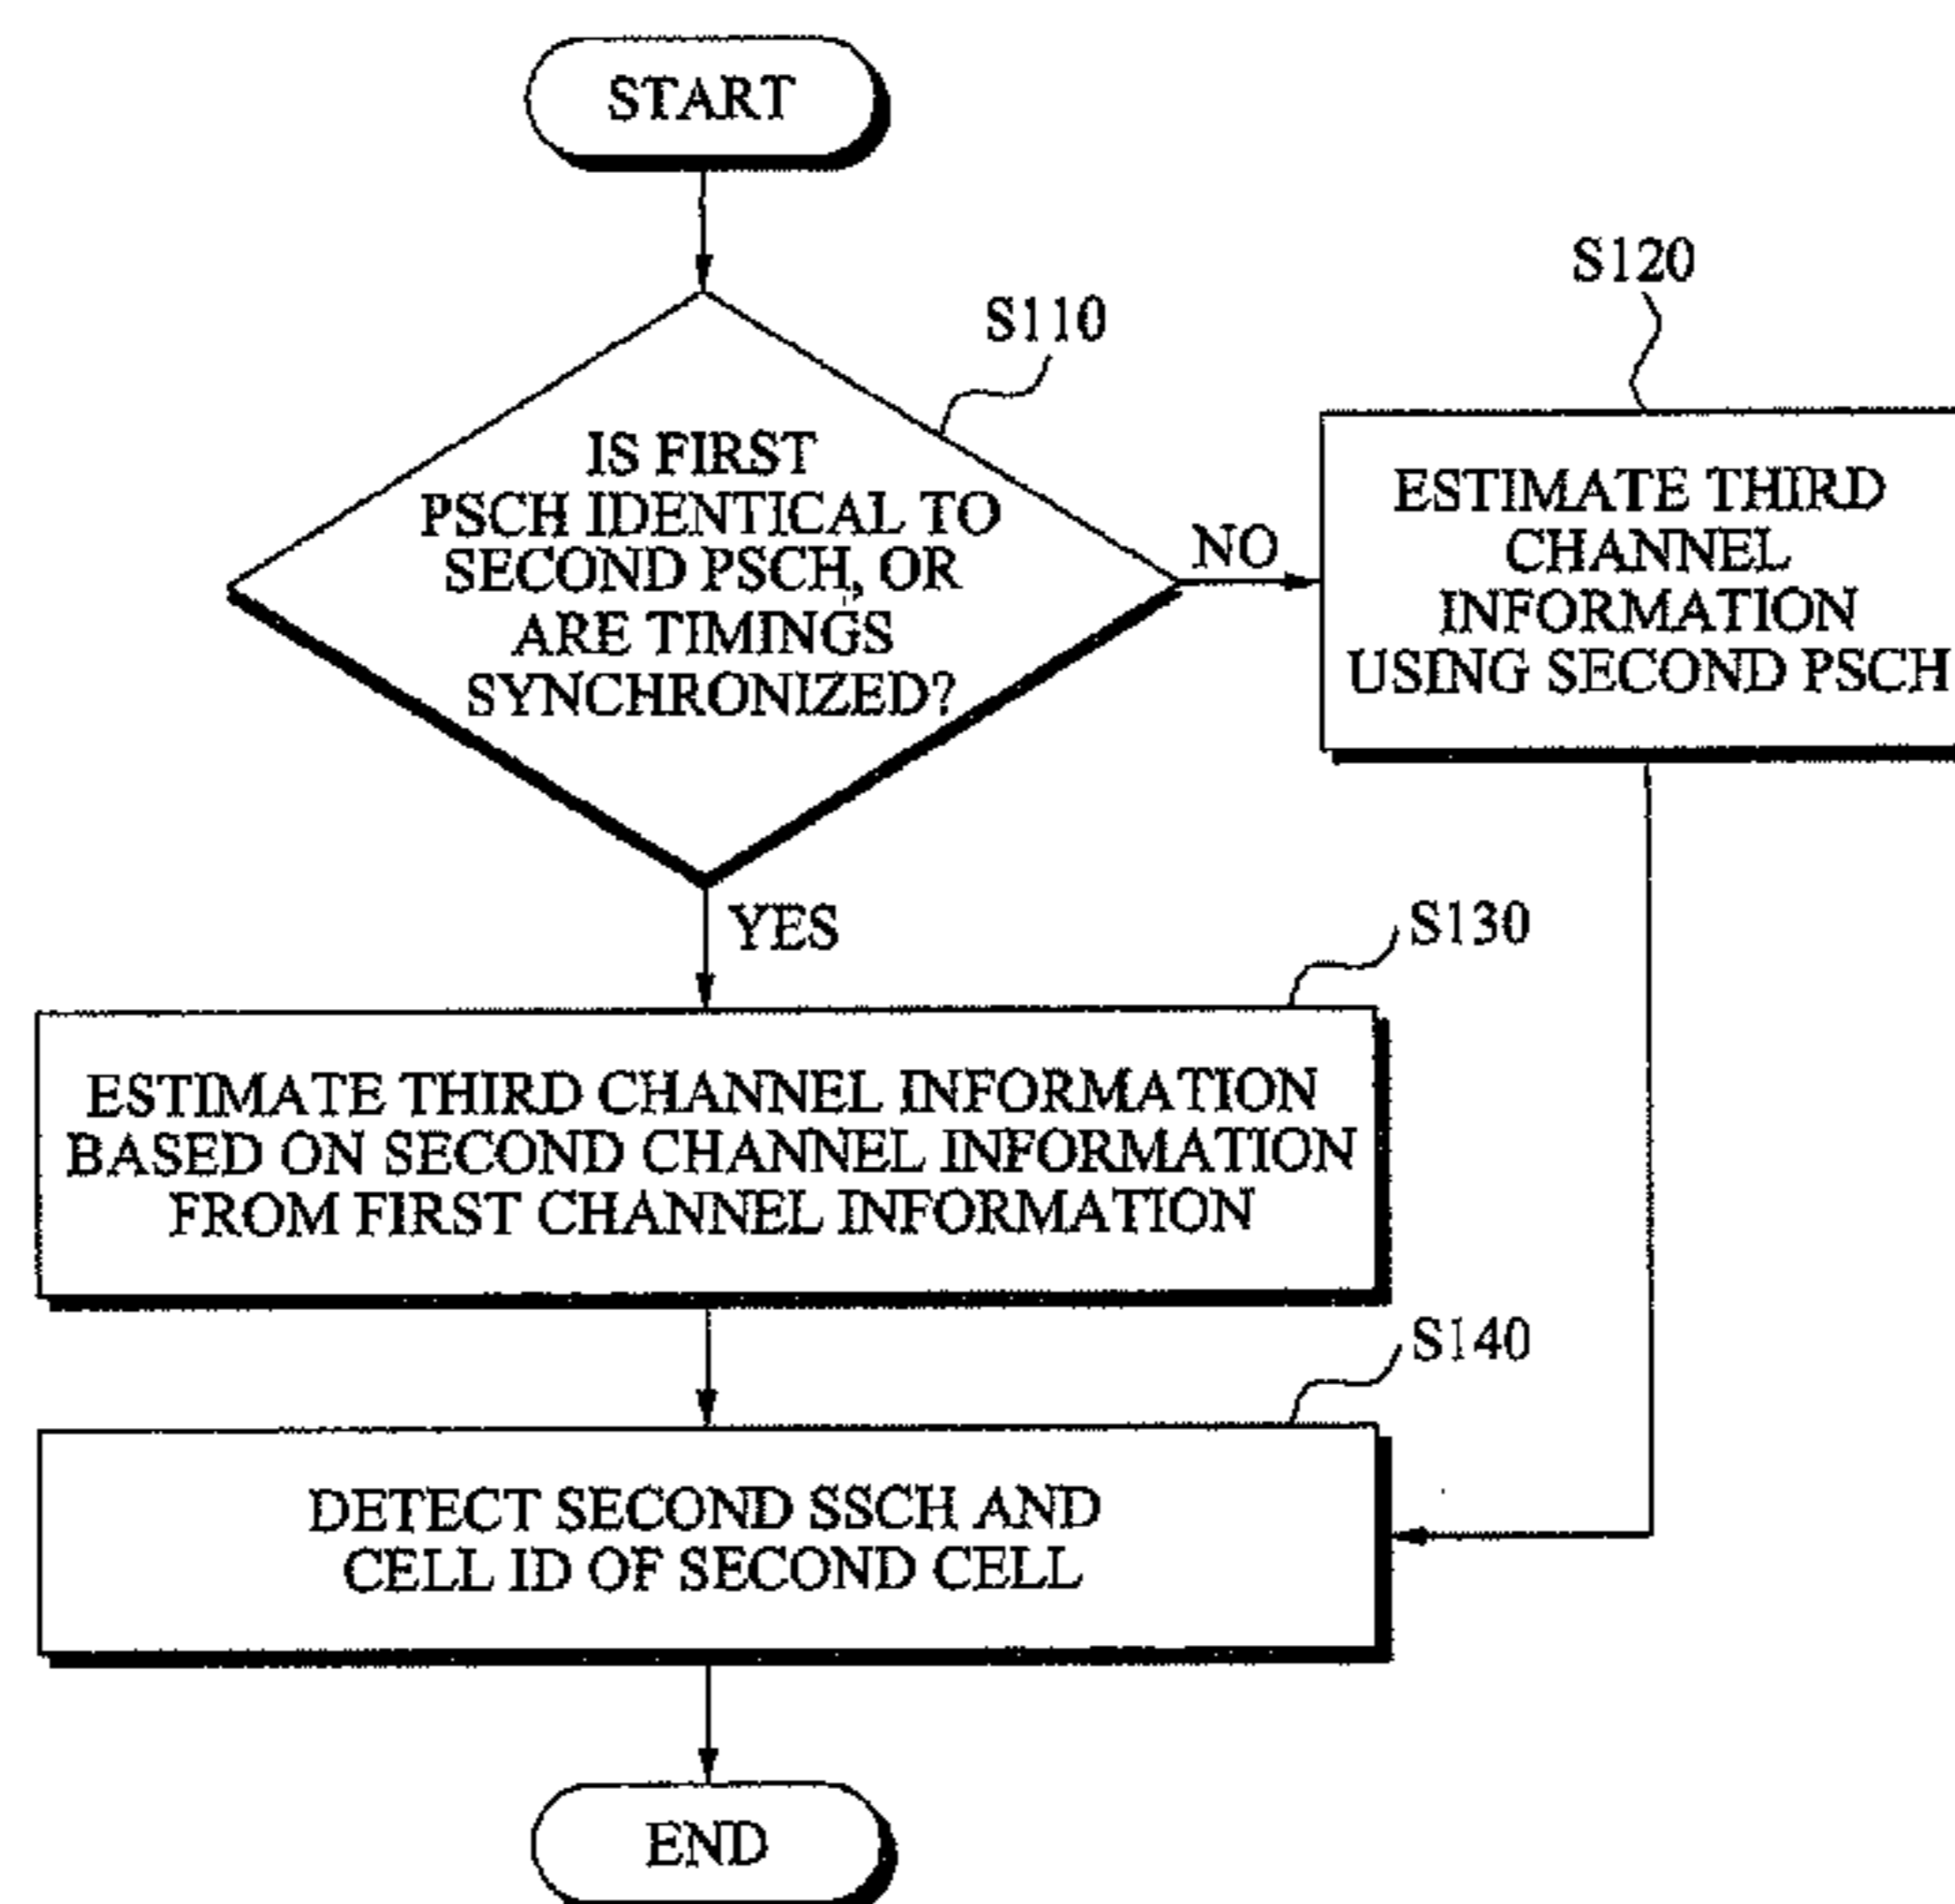 START
S110
IS FIRST
PSCH IDENTICAL TO
SECOND PSCH, OR
ARE TIMINGS
SYNCHRONIZED?
NO
S120
ESTIMATE THIRD
CHANNEL
INFORMATION
USING SECOND PSCH
YES
S130
ESTIMATE THIRD CHANNEL INFORMATION
BASED ON SECOND CHANNEL INFORMATION
FROM FIRST CHANNEL INFORMATION
S140
DETECT SECOND SSCH AND
CELL ID OF SECOND CELL
END